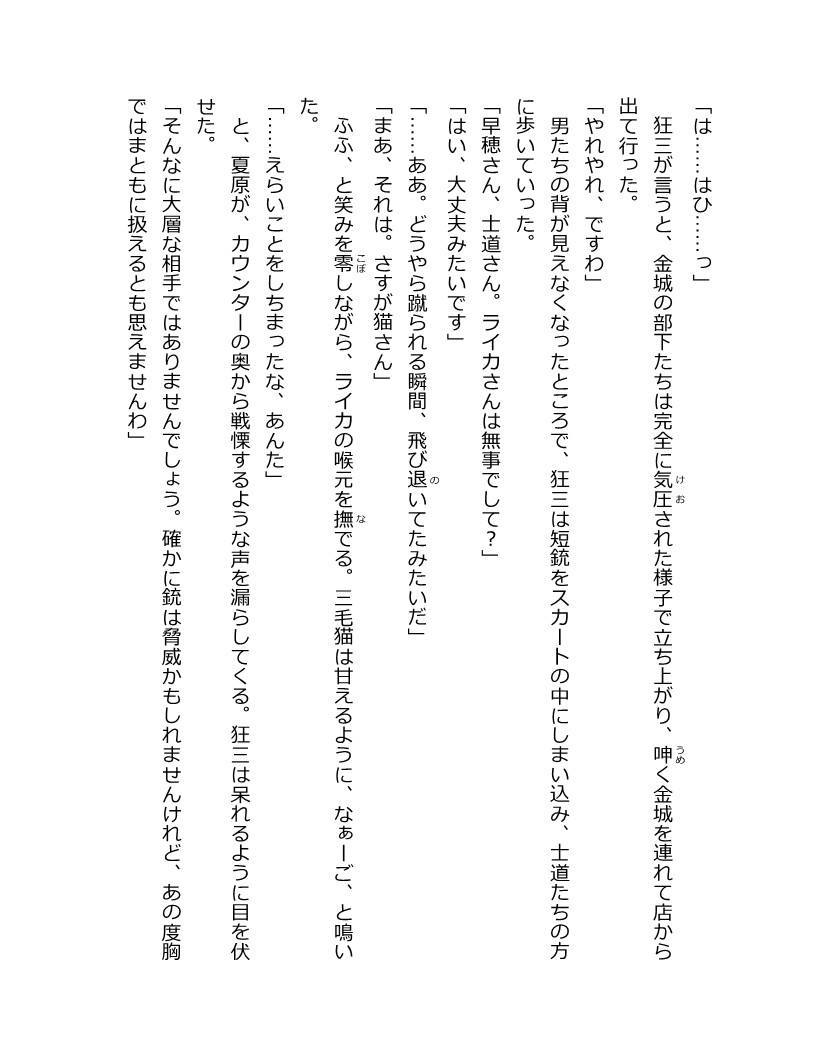 「は……はひ……っ」
　狂三が言うと、金城の部下たちは完全に気圧された様子で立ち上がり、呻く金城を連れて店から
出て行った。
「やれやれ、ですわ」
　男たちの背が見えなくなったところで、狂三は短銃をスカートの中にしまい込み、士道たちの方
に歩いていった。
「早穂さん、士道さん。ライカさんは無事でして？」
「はい、大丈夫みたいです」
「……ああ。どうやら蹴られる瞬間、飛び退いてたみたいだ」
「まあ、それは。さすが猫さん」
　ふふ、と笑みを零しながら、ライカの喉元を撫でる。三毛猫は甘えるように、なぁーご、と鳴い
た。
「……えらいことをしちまったな、あんた」
　と、夏原が、カウンターの奥から戦慄するような声を漏らしてくる。狂三は呆れるように目を伏
せた。
「そんなに大層な相手ではありませんでしょう。確かに銃は脅威かもしれませんけれど、あの度胸
ではまともに扱えるとも思えませんわ」